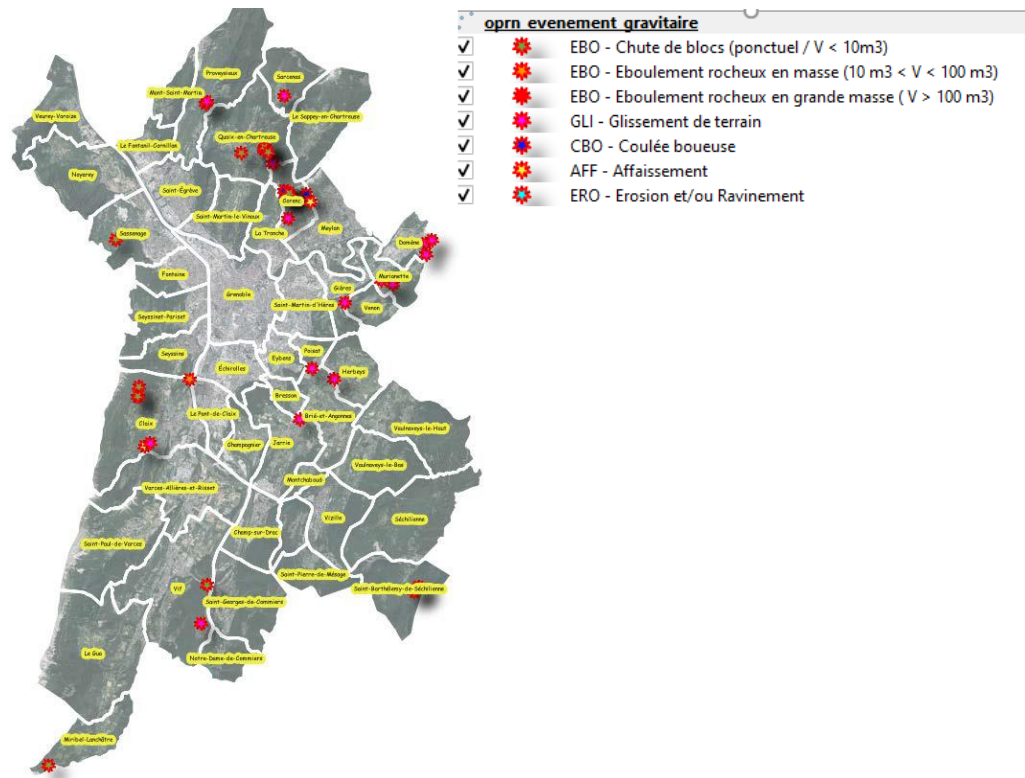 oprn_evenement_gravitaire
EBO - Chute de blocs (ponctuel / V < 10m3)
EBO - Eboulement rocheux en masse (10 m3 < V < 100 m3)
EBO - Eboulement rocheux en grande masse ( V > 100 m3)
GLI - Glissement de terrain
CBO - Coulée boueuse
AFF - Affaissement
ERO - Erosion et/ou Ravinement
Proveysieux
Sarcenas
Mont-Saint-Martin
Veurey-Voroize
Le Sappey-en-Chartreuse
Quaix-en-Chartreuse
Le Fontanil-Cornillon
Noyarey
Saint-Égrève
Corenc
Saint-Martin-le-Vinoux
Meylan
La Tronche
Sassenage
Domène
Fontaine
Murianette
Gières
Grenoble
Saint-Martin-d'Hères
Venon
Seyssinet-Pariset
Seyssins
Poisat
Eybens
Échirolles
Herbeys
Bresson
Le Pont-de-Claix
Brié-et-Angonnes
Claix
Vaulnaveys-le-Haut
Champagnier
Jarrie
Vaulnaveys-le-Bas
Montchaboud
Varces-Allières-et-Risset
Vizille
Séchilienne
Champ-sur-Drac
Saint-Paul-de-Varces
Saint-Pierre-de-Mésage
Vif
Saint-Barthélemy-de-Séchilienne
Saint-Georges-de-Commiers
Le Gua
Notre-Dame-de-Commiers
Miribel-Lanchâtre